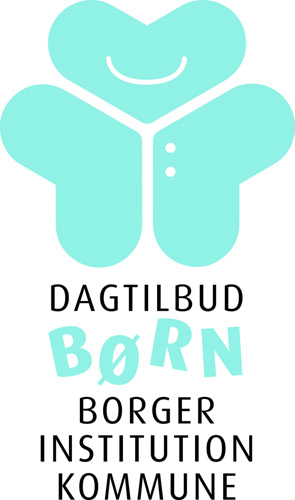 DAGTILBUD
BØRN
BORGER
INSTITUTION
KOMMUNE